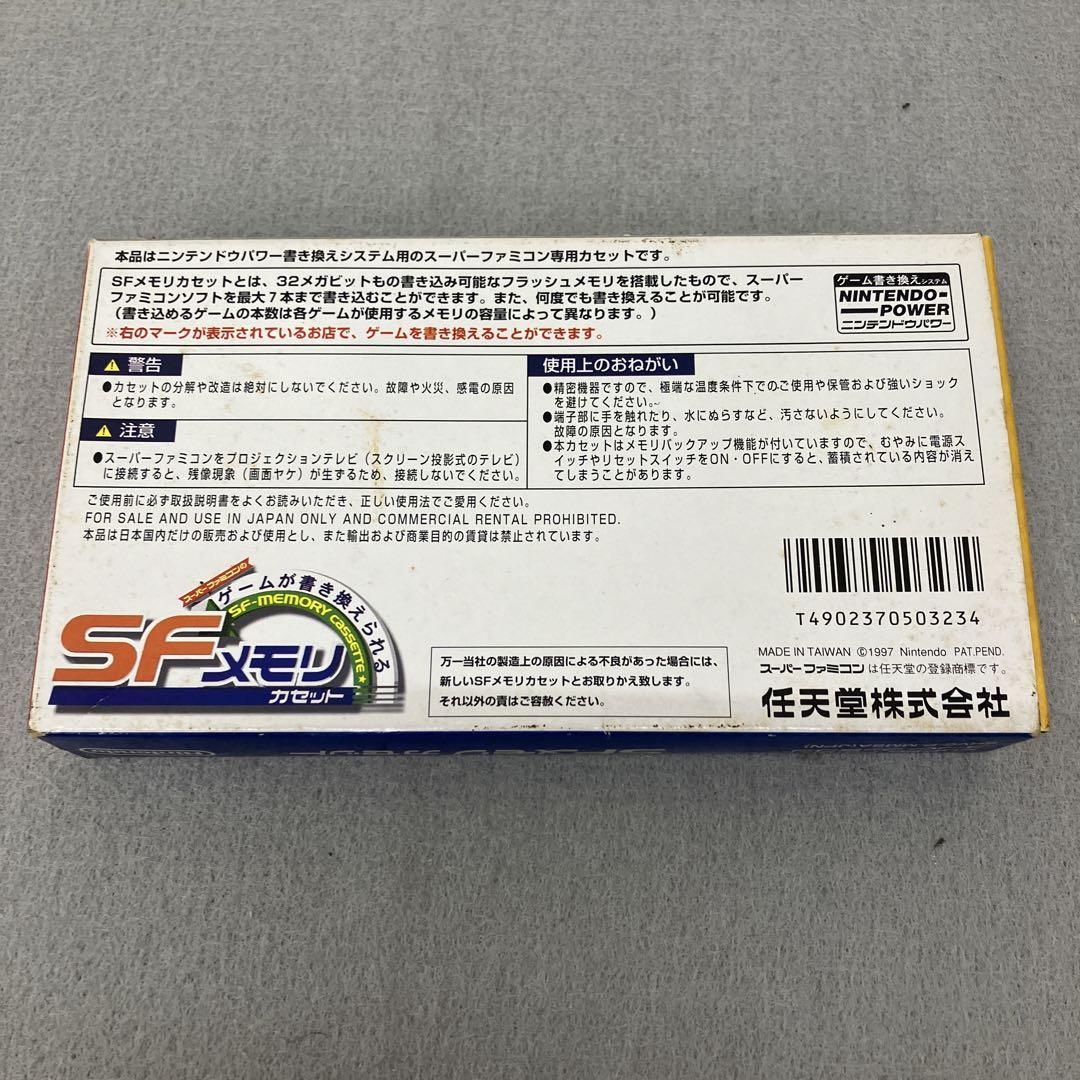 本品はニンテンドウパワー書き換えシステム用のスーパーファミコン専用カセットです。
SFメモリカセットとは、32メガビットもの書き込み可能なフラッシュメモリを搭載したもので、スーパー
ファミコンソフトを最大7本まで書き込むことができます。また、何度でも書き換えることが可能です。
(書き込めるゲームの本数は各ゲームが使用するメモリの容量によって異なります。)
※右のマークが表示されているお店で、ゲームを書き換えることができます。
ゲーム書き換えシステム
NINTENDO-
POWER
ニンテンドウパワー
警告
●カセットの分解や改造は絶対にしないでください。故障や火災、感電の原因
となります。
注意
●スーパーファミコンをプロジェクションテレビ(スクリーン投影式のテレビ)
に接続すると、残像現象(画面ヤケ)が生ずるため、接続しないでください。
使用上のおねがい
●精密機器ですので、極端な温度条件下でのご使用や保管および強いショック
を避けてください。
●端子部に手を触れたり、水にぬらすなど、汚さないようにしてください。
故障の原因となります。
●本カセットはメモリバックアップ機能が付いていますので、むやみに電源ス
イッチやリセットスイッチをON・OFFにすると、蓄積されている内容が消え
てしまうことがあります。
ご使用前に必ず取扱説明書をよくお読みいただき、正しい使用法でご愛用ください。
FOR SALE AND USE IN JAPAN ONLY AND COMMERCIAL RENTAL PROHIBITED.
本品は日本国内だけの販売および使用とし、また輸出および商業目的の賃貸は禁止されています。
スーパーファミコンの
ゲームが書き換えられる
SF-MEMORY CASSETTE★
SFメモリ
カセット
万一当社の製造上の原因による不良があった場合には、
新しいSFメモリカセットとお取りかえ致します。
それ以外の責はご容赦ください。
T4902370503234
MADE IN TAIWAN ©1997 Nintendo PAT.PEND.
スーパーファミコンは任天堂の登録商標です。
任天堂株式会社
SFメモリカセット